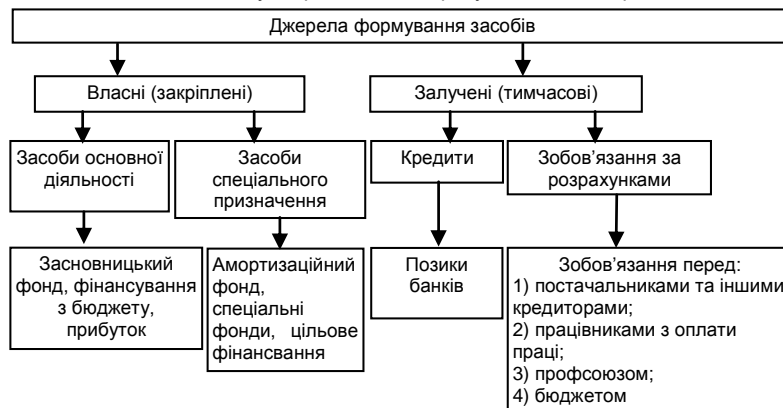 Джерела формування засобів
Власні (закріплені)
Залучені (тимчасові)
Засоби основної
діяльності
Засоби
спеціального
призначення
Кредити
Зобов’язання за
розрахунками
Засновницький
фонд, фінансування
з бюджету,
прибуток
Амортизаційний
фонд,
спеціальні
фонди, цільове
фінансвання
Позики
банків
Зобов’язання перед:
1) постачальниками та іншими
кредиторами;
2) працівниками з оплати
праці;
3) профсоюзом;
4) бюджетом